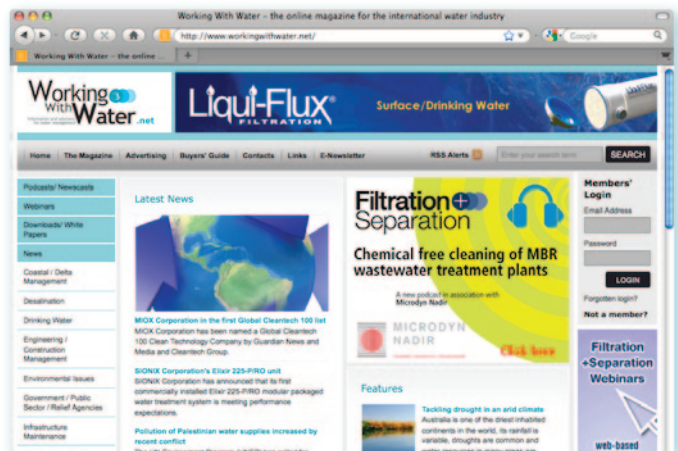 Working With Water – the online magazine for the international water industry
http://www.workingwithwater.net/
Google
Working With Water – the online ...
Working
with
Water .net
Liqui-Flux
FILTRATION
Surface/Drinking Water
Home The Magazine Advertising Buyers' Guide Contacts Links E-Newsletter
RSS Alerts
Enter your search term
SEARCH
Podcasts/ Newscasts
Webinars
Downloads/ White
Papers
News
Coastal / Delta
Management
Desalination
Drinking Water
Engineering /
Construction
Management
Environmental Issues
Government / Public
Sector / Relief Agencies
Infrastructure
Maintenance
Latest News
MIOX Corporation in the first Global Cleantech 100 list
MIOX Corporation has been named a Global Cleantech
100 Clean Technology Company by Guardian News and
Media and Cleantech Group.
SIONIX Corporation's Elixir 225-P/RO unit
SIONIX Corporation has announced that its first
commercially installed Elixir 225-P/RO modular packaged
water treatment system is meeting performance
expectations.
Pollution of Palestinian water supplies increased by
recent conflict
Filtration+
Separation
Chemical free cleaning of MBR
wastewater treatment plants
A new podcast in association with
Microdyn Nadir
MICRODYN
NADIR
Click here
Features
Tackling drought in an arid climate
Australia is one of the driest inhabited
continents in the world, its rainfall is
variable, droughts are common and
Members'
Login
Email Address
Password
LOGIN
Forgotten login?
Not a member?
Filtration
+Separation
Webinars
web-based